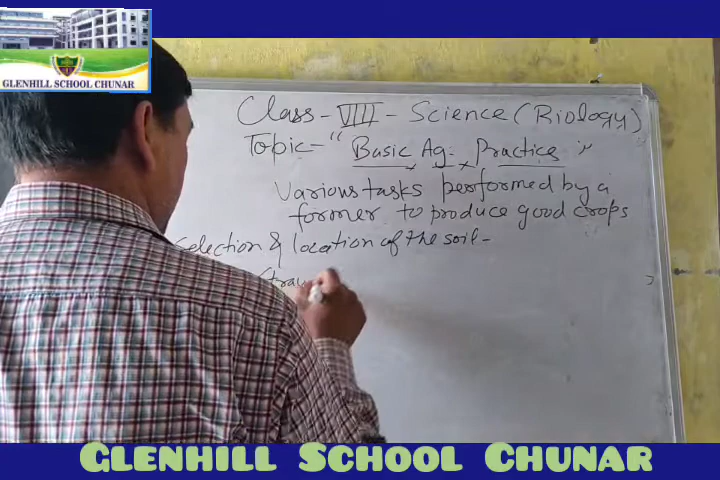 GLENHILL SCHOOL CHUNAR
Class - VIII - Science (Biology)
Topic - " Basic Ag. Practice "
Various tasks performed by a
former to produce good crops
Selection & location of the soil -
GLENHILL SCHOOL CHUNAR